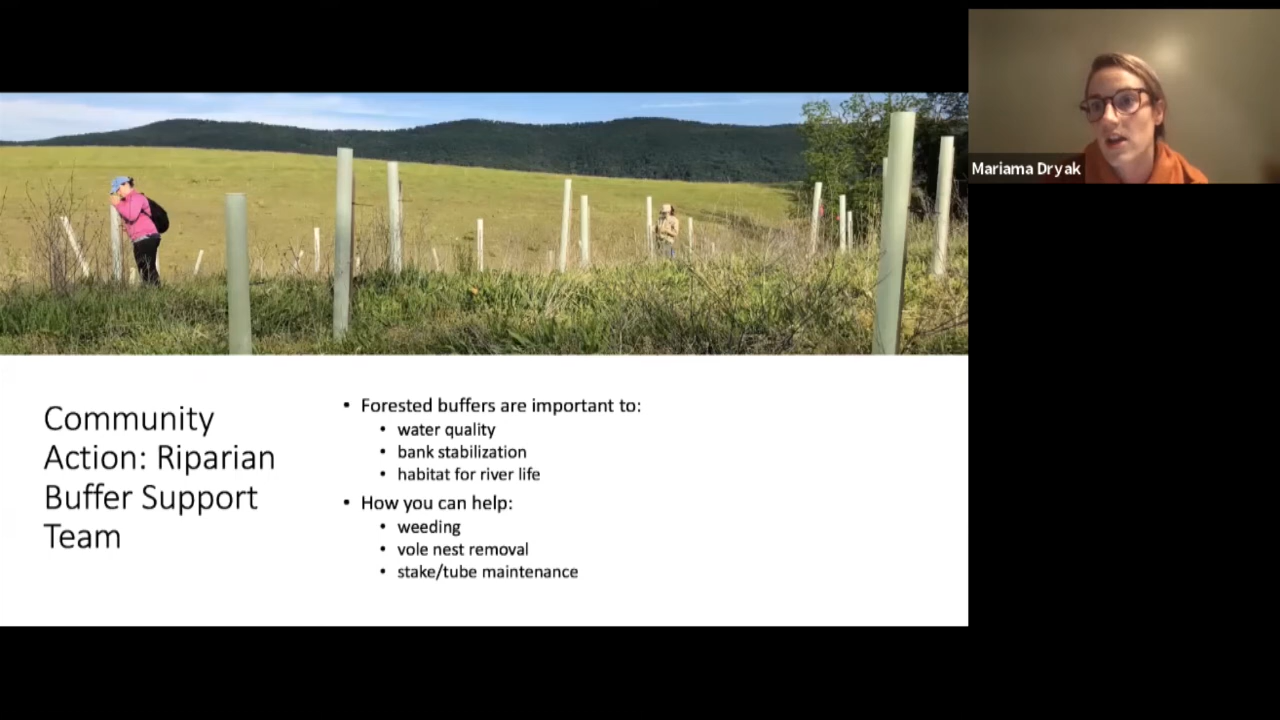 Mariama Dryak
Community
Action: Riparian
Buffer Support
Team
• Forested buffers are important to:
• water quality
• bank stabilization
• habitat for river life
• How you can help:
• weeding
• vole nest removal
• stake/tube maintenance